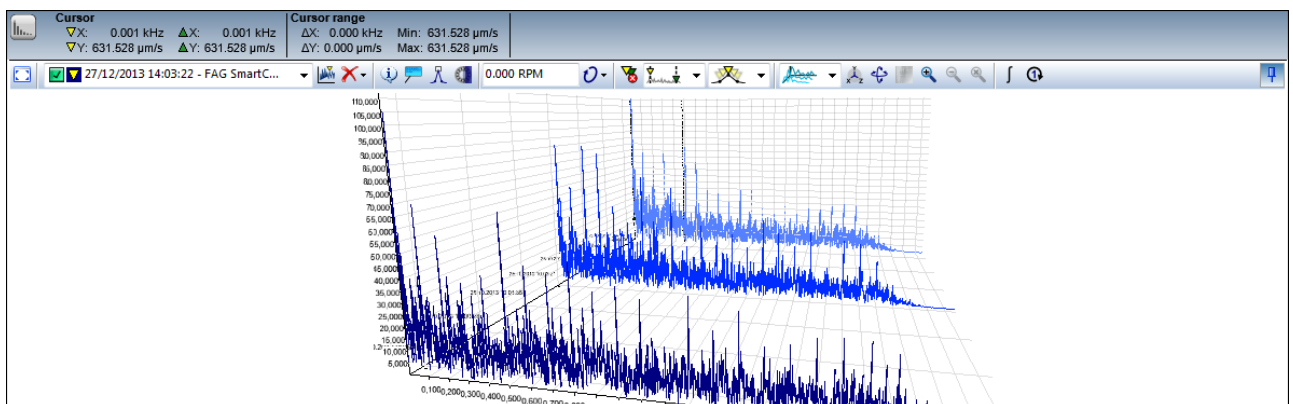 Cursor
▽X: 0.001 kHz △X: 0.001 kHz
▽Y: 631.528 µm/s △Y: 631.528 µm/s
Cursor range
ΔX: 0.000 kHz Min: 631.528 µm/s
ΔY: 0.000 µm/s Max: 631.528 µm/s
27/12/2013 14:03:22 - FAG SmartC...
0.000 RPM
110,000
105,000
100,000
95,000
90,000
85,000
80,000
75,000
70,000
65,000
60,000
55,000
50,000
45,000
40,000
35,000
30,000
25,000
20,000
15,000
10,000
5,000
0,100 0,200 0,300 0,400 0,500 0,600